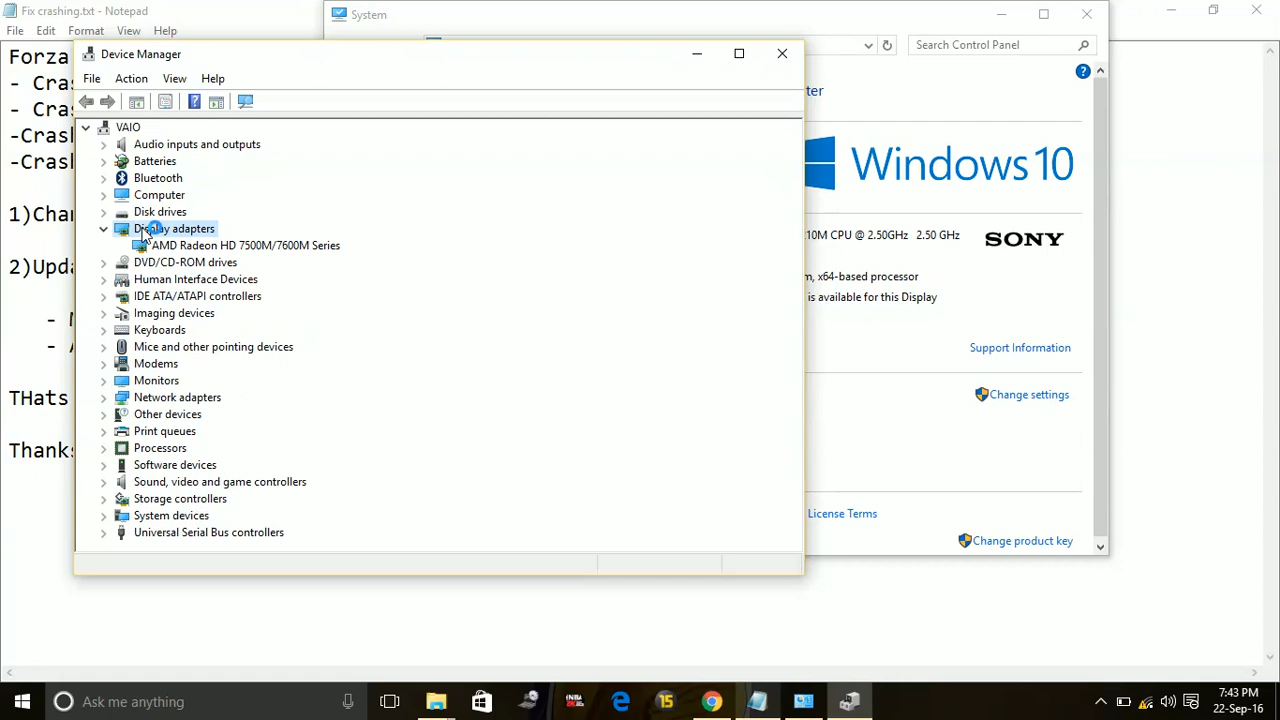 Fix crashing.txt - Notepad
File Edit Format View Help
Forza
- Cras
- Cras
-Crash
-Crash
1)Char
2)Upda
-
-
THats
Thanks
System
Search Control Panel
Windows 10
10M CPU @ 2.50GHz 2.50 GHz
SONY
x64-based processor
is available for this Display
Support Information
Change settings
License Terms
Change product key
Device Manager
File Action View Help
VAIO
Audio inputs and outputs
Batteries
Bluetooth
Computer
Disk drives
Display adapters
AMD Radeon HD 7500M/7600M Series
DVD/CD-ROM drives
Human Interface Devices
IDE ATA/ATAPI controllers
Imaging devices
Keyboards
Mice and other pointing devices
Modems
Monitors
Network adapters
Other devices
Print queues
Processors
Software devices
Sound, video and game controllers
Storage controllers
System devices
Universal Serial Bus controllers
Ask me anything
15
7:43 PM
22-Sep-16